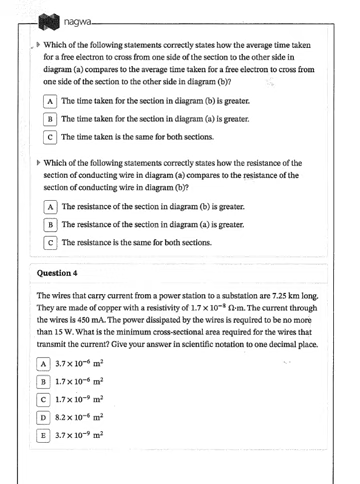 nagwa
Which of the following statements correctly states how the average time taken
for a free electron to cross from one side of the section to the other side in
diagram (a) compares to the average time taken for a free electron to cross from
one side of the section to the other side in diagram (b)?
A The time taken for the section in diagram (b) is greater.
B The time taken for the section in diagram (a) is greater.
C The time taken is the same for both sections.
Which of the following statements correctly states how the resistance of the
section of conducting wire in diagram (a) compares to the resistance of the
section of conducting wire in diagram (b)?
A The resistance of the section in diagram (b) is greater.
B The resistance of the section in diagram (a) is greater.
C The resistance is the same for both sections.
Question 4
The wires that carry current from a power station to a substation are 7.25 km long.
They are made of copper with a resistivity of 1.7 × 10⁻⁸ Ω·m. The current through
the wires is 450 mA. The power dissipated by the wires is required to be no more
than 15 W. What is the minimum cross-sectional area required for the wires that
transmit the current? Give your answer in scientific notation to one decimal place.
A 3.7 × 10⁻⁶ m²
B 1.7 × 10⁻⁶ m²
C 1.7 × 10⁻⁹ m²
D 8.2 × 10⁻⁶ m²
E 3.7 × 10⁻⁹ m²